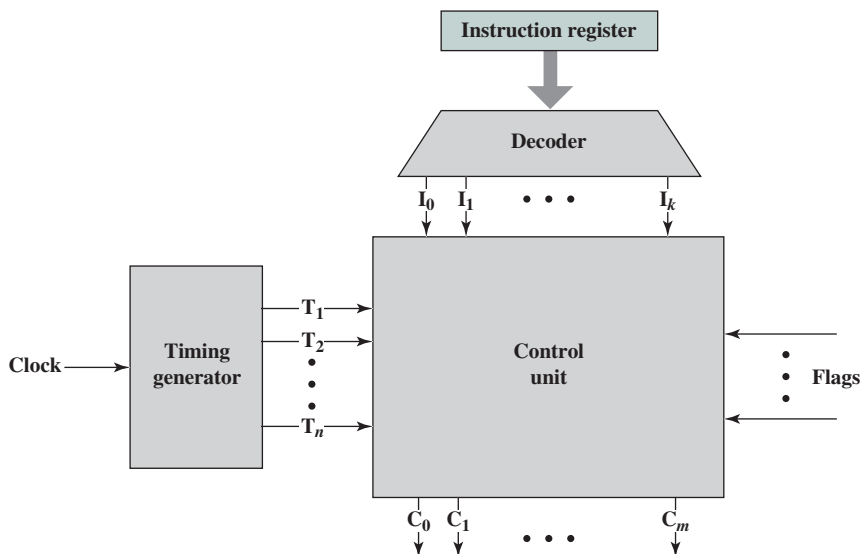 Instruction register
Decoder
I0 I1 • • • Ik
Timing generator
T1
T2
•
•
•
Tn
Clock
Control unit
•
•
•
Flags
C0 C1 • • • Cm